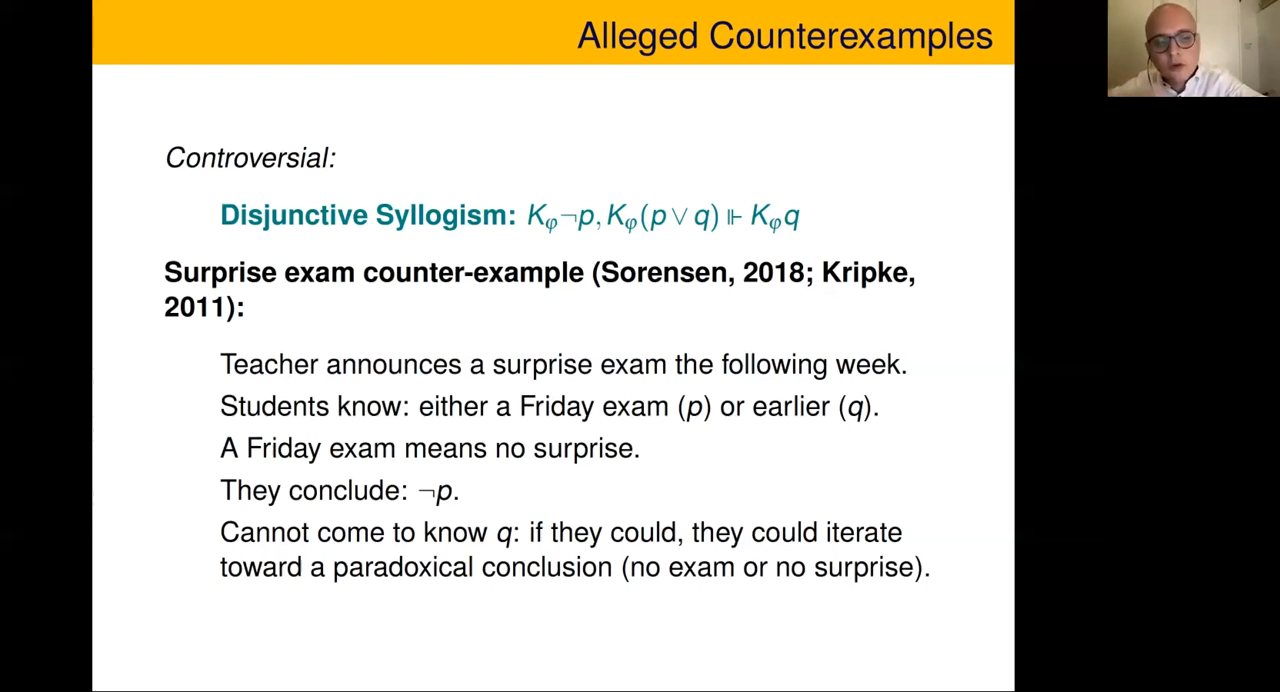 Alleged Counterexamples
Controversial:
Disjunctive Syllogism: Kφ¬p, Kφ(p ∨ q) ⊩ Kφq
Surprise exam counter-example (Sorensen, 2018; Kripke,
2011):
Teacher announces a surprise exam the following week.
Students know: either a Friday exam (p) or earlier (q).
A Friday exam means no surprise.
They conclude: ¬p.
Cannot come to know q: if they could, they could iterate
toward a paradoxical conclusion (no exam or no surprise).